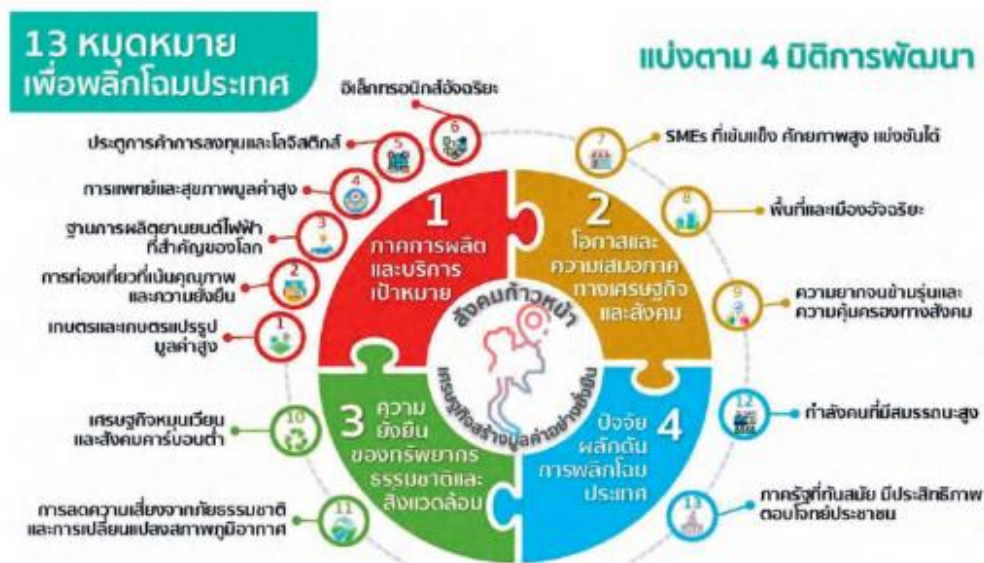 13 หมุดหมาย
เพื่อพลิกโฉมประเทศ
แบ่งตาม 4 มิติการพัฒนา
อิเล็กทรอนิกส์อัจฉริยะ
6
ประตูการค้าการลงทุนและโลจิสติกส์
5
การแพทย์และสุขภาพมูลค่าสูง
4
ฐานการผลิตยานยนต์ไฟฟ้า
ที่สำคัญของโลก
3
การท่องเที่ยวที่เน้นคุณภาพ
และความยั่งยืน
2
เกษตรและเกษตรแปรรูป
มูลค่าสูง
1
1
ภาคการผลิต
และบริการ
เป้าหมาย
2
โอกาสและ
ความเสมอภาค
ทางเศรษฐกิจ
และสังคม
7
SMEs ที่เข้มแข็ง ศักยภาพสูง แข่งขันได้
8
พื้นที่และเมืองอัจฉริยะ
9
ความยากจนข้ามรุ่นและ
ความคุ้มครองทางสังคม
สังคมก้าวหน้า
เศรษฐกิจสร้างมูลค่าอย่างยั่งยืน
เศรษฐกิจหมุนเวียน
และสังคมคาร์บอนต่ำ
10
การลดความเสี่ยงจากภัยธรรมชาติ
และการเปลี่ยนแปลงสภาพภูมิอากาศ
11
3
ความ
ยั่งยืน
ของทรัพยากร
ธรรมชาติและ
สิ่งแวดล้อม
4
ปัจจัย
ผลักดัน
การพลิกโฉม
ประเทศ
12
กำลังคนที่มีสมรรถนะสูง
13
ภาครัฐที่ทันสมัย มีประสิทธิภาพ
ตอบโจทย์ประชาชน